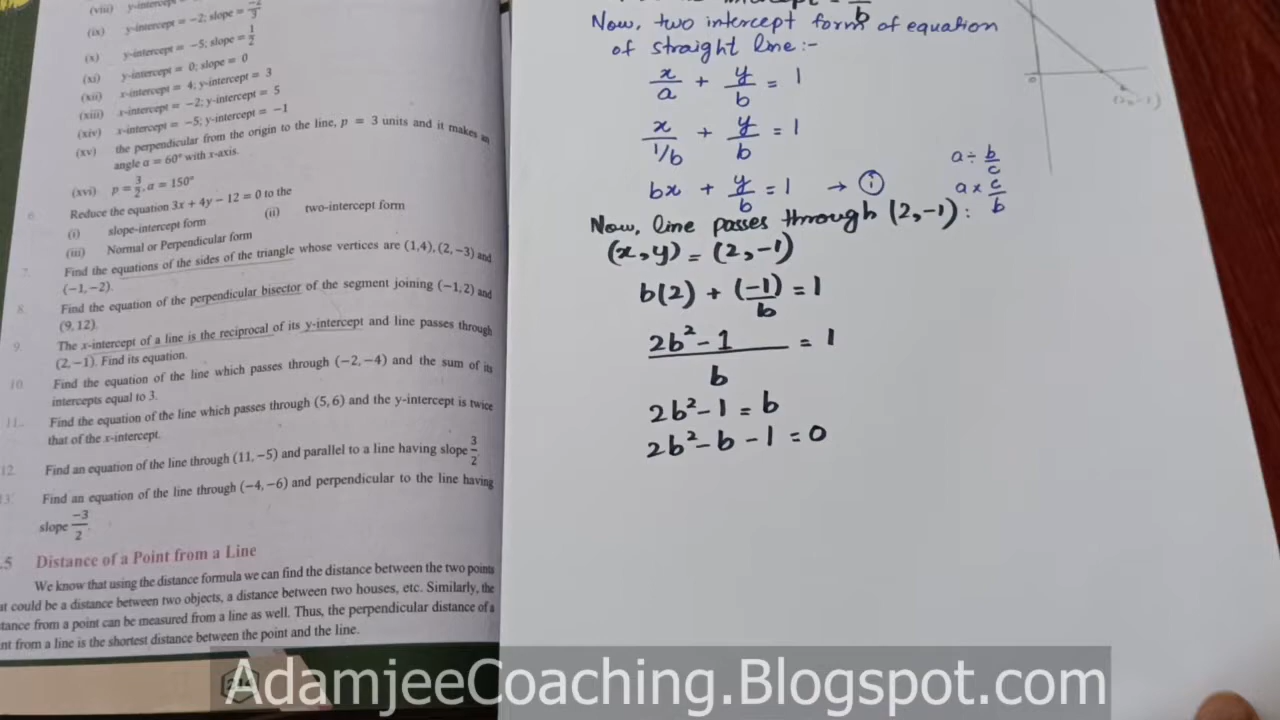 (viii) y-intercept
(ix) y-intercept = −2; slope = −2/3
(x) y-intercept = −5; slope = 1/2
(xi) y-intercept = 0; slope = 0
(xii) x-intercept = 4; y-intercept = 3
(xiii) x-intercept = −2; y-intercept = 5
(xiv) x-intercept = −5; y-intercept = −1
(xv) the perpendicular from the origin to the line, p = 3 units and it makes an
angle α = 60° with x-axis.
(xvi) p = 3/2, α = 150°
6. Reduce the equation 3x + 4y − 12 = 0 to the
(i) slope-intercept form (ii) two-intercept form
(iii) Normal or Perpendicular form
7. Find the equations of the sides of the triangle whose vertices are (1,4), (2,−3) and
(−1,−2).
8. Find the equation of the perpendicular bisector of the segment joining (−1,2) and
(9,12).
9. The x-intercept of a line is the reciprocal of its y-intercept and line passes through
(2,−1). Find its equation.
10. Find the equation of the line which passes through (−2,−4) and the sum of its
intercepts equal to 3.
11. Find the equation of the line which passes through (5,6) and the y-intercept is twice
that of the x-intercept.
12. Find an equation of the line through (11,−5) and parallel to a line having slope 3/2.
13. Find an equation of the line through (−4,−6) and perpendicular to the line having
slope −3/2.
.5 Distance of a Point from a Line
We know that using the distance formula we can find the distance between the two points
at could be a distance between two objects, a distance between two houses, etc. Similarly, the
tance from a point can be measured from a line as well. Thus, the perpendicular distance of a
nt from a line is the shortest distance between the point and the line.
b
Now, two intercept form of equation
of straight line :-
x/a + y/b = 1
x/(1/b) + y/b = 1
bx + y/b = 1 → (i)
Now, line passes through (2,-1):
(x,y) = (2,-1)
b(2) + (-1)/b = 1
(2b² - 1)/b = 1
2b² - 1 = b
2b² - b - 1 = 0
a ÷ b/c
a × c/b
0
(2,-1)
AdamjeeCoaching.Blogspot.com